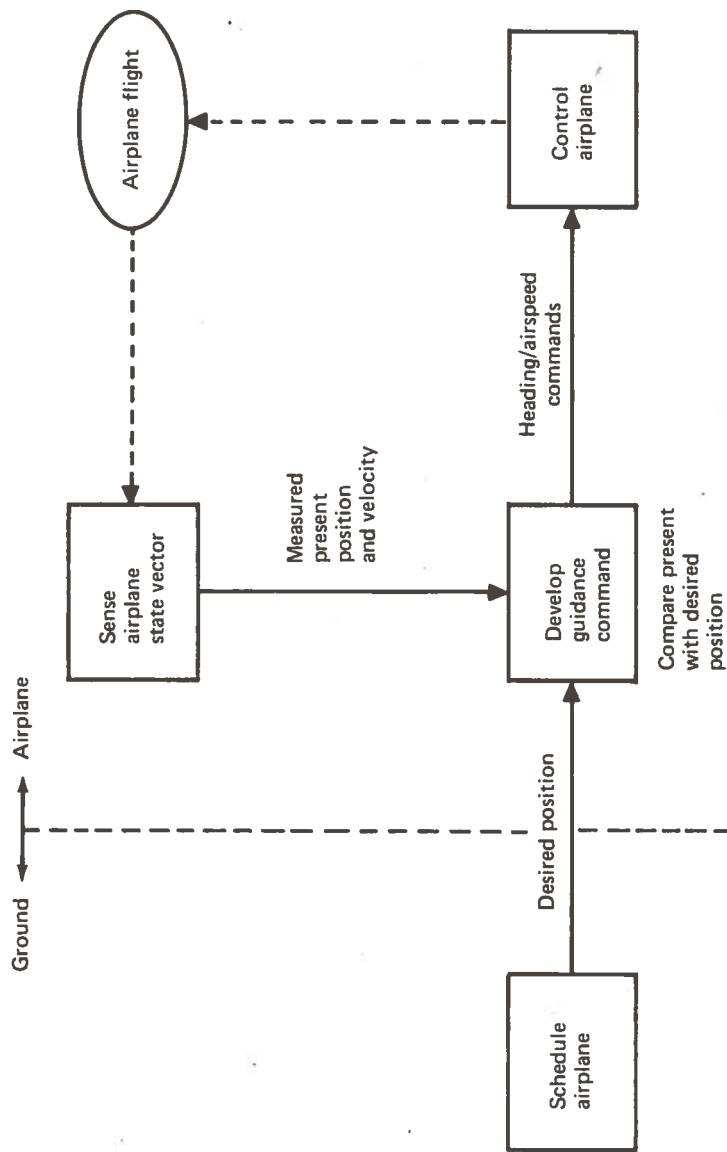 Ground
Airplane
Sense
airplane
state vector
Airplane flight
Measured
present
position
and velocity
Schedule
airplane
Desired position
Develop
guidance
command
Heading/airspeed
commands
Control
airplane
Compare present
with desired
position